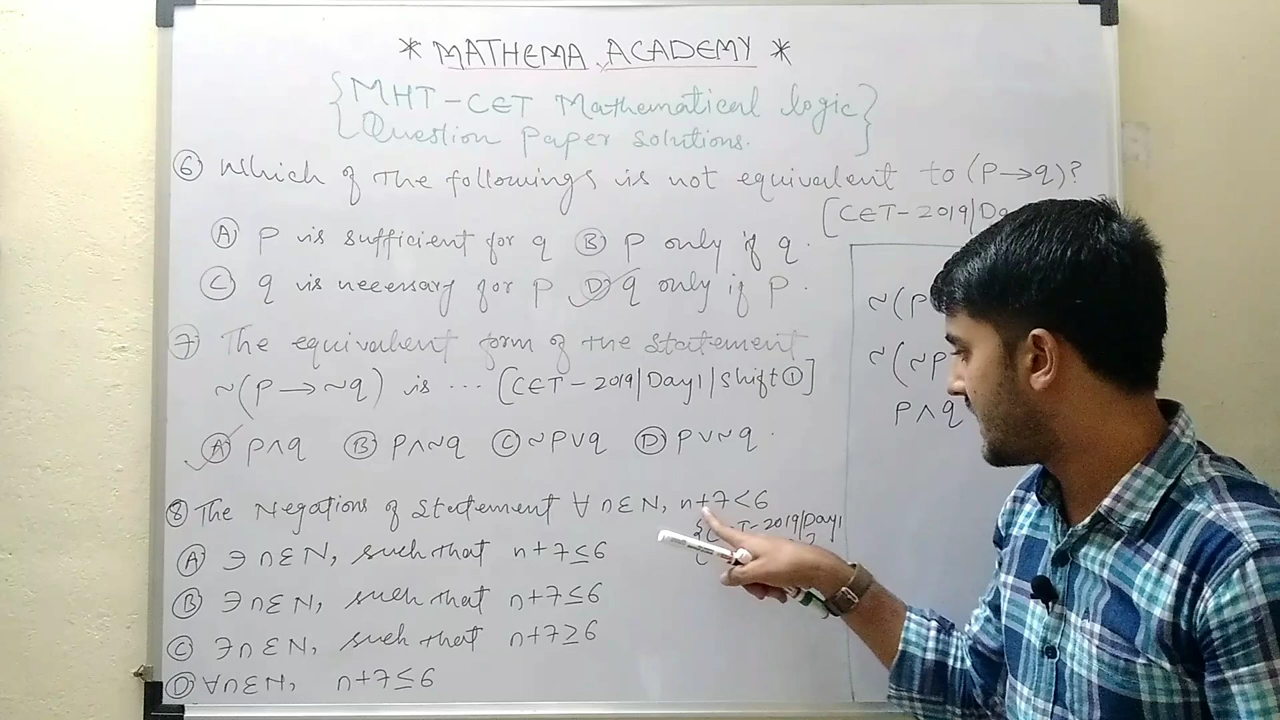 * MATHEMA ACADEMY *
{MHT-CET Mathematical logic
Question Paper Solutions.}
⑥ Which of the followings is not equivalent to (P→q)?
[CET-2019/Da
Ⓐ P is sufficient for q Ⓑ P only if q.
Ⓒ q is necessary for P Ⓓ q only if P.
⑦ The equivalent form of the statement
~(P→~q) is ... [CET-2019/Day1/Shift①]
Ⓐ P∧q Ⓑ P∧~q Ⓒ ~P∨q Ⓓ P∨~q.
⑧ The Negations of Statement ∀ n∈N, n+7<6
-2019/Day1
Ⓐ ∃ n∈N, such that n+7≤6
Ⓑ ∃ n∈N, such that n+7≤6
Ⓒ ∃ n∈N, such that n+7≥6
Ⓓ ∀n∈N, n+7≤6
~(P
~(~P
P∧q